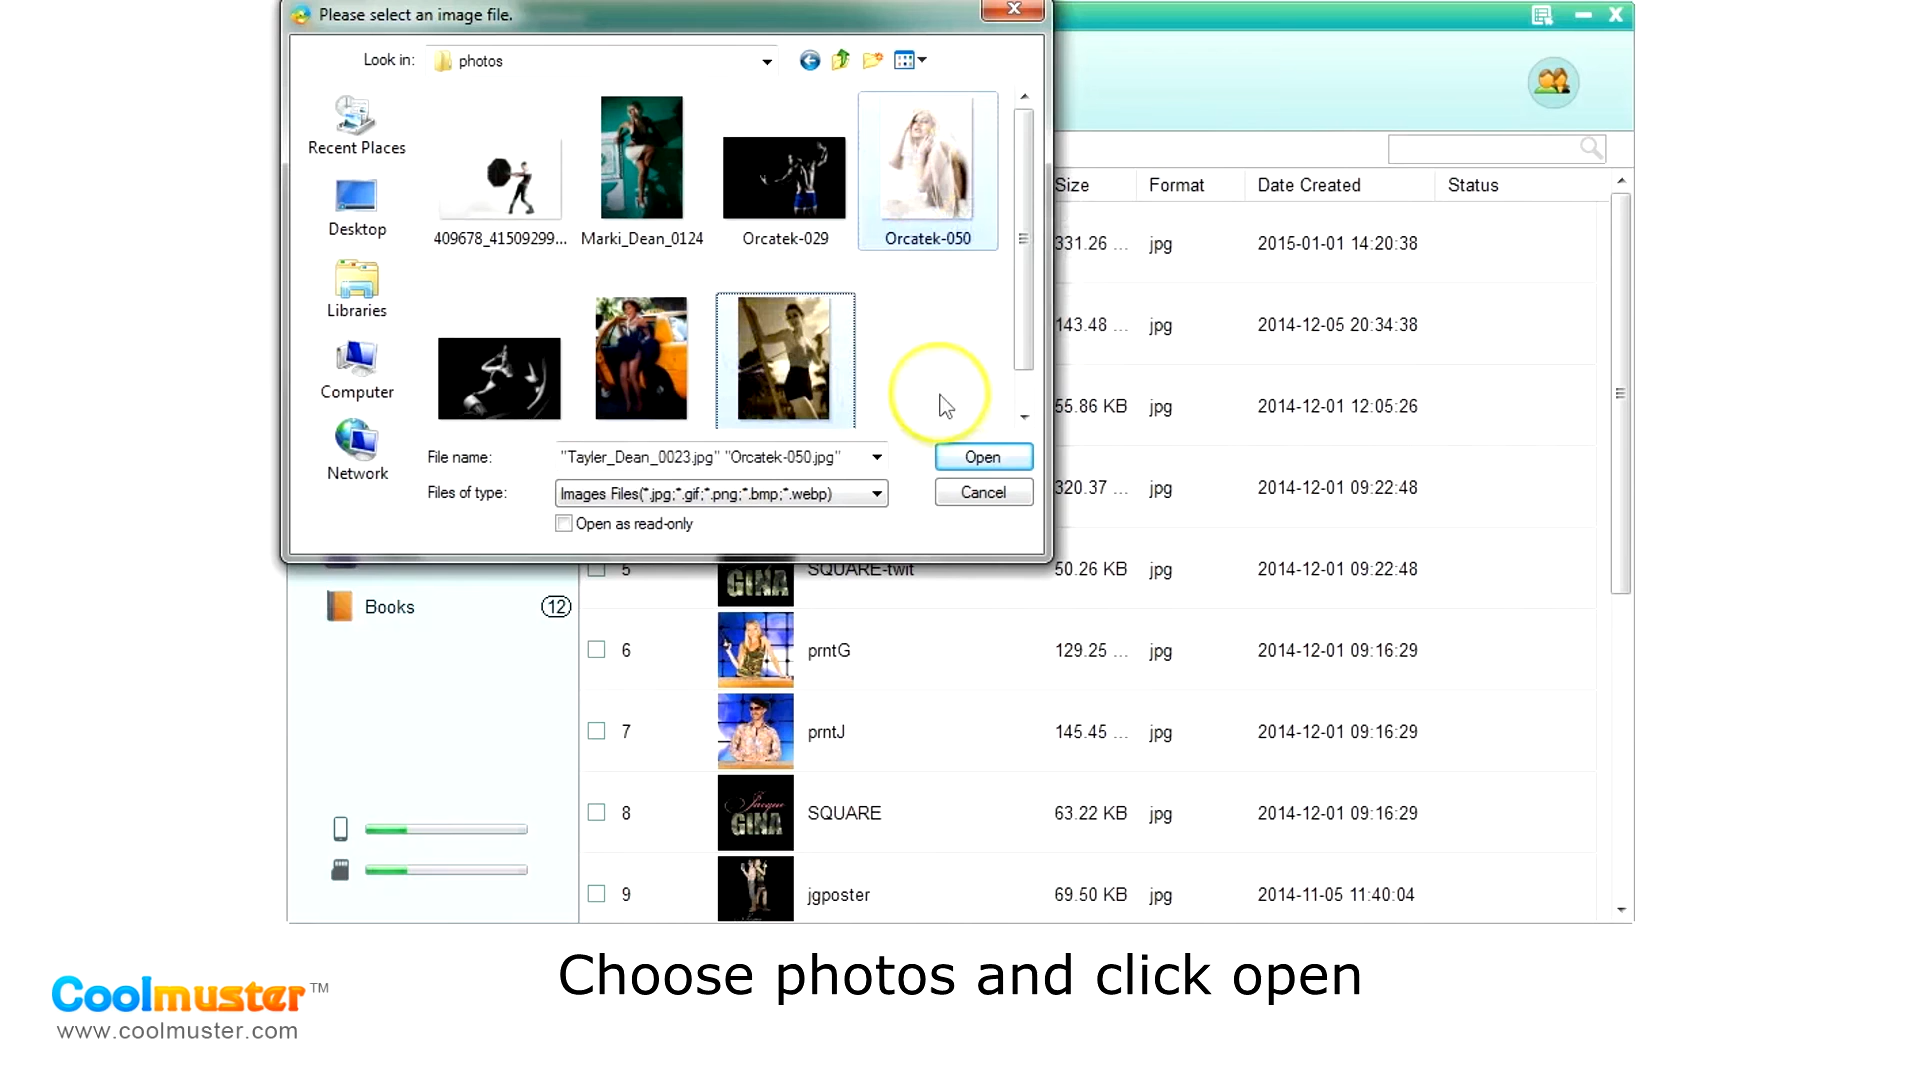 Please select an image file.
Look in: photos
Recent Places
Desktop
Libraries
Computer
Network
409678_41509299...
Marki_Dean_0124
Orcatek-029
Orcatek-050
File name: "Tayler_Dean_0023.jpg" "Orcatek-050.jpg"
Open
Files of type: Images Files(*.jpg;*.gif;*.png;*.bmp;*.webp)
Cancel
Open as read-only
Size Format Date Created Status
331.26 ... jpg 2015-01-01 14:20:38
143.48 ... jpg 2014-12-05 20:34:38
55.86 KB jpg 2014-12-01 12:05:26
320.37 ... jpg 2014-12-01 09:22:48
5 GINA SQUARE-twit 50.26 KB jpg 2014-12-01 09:22:48
Books 12
6 prntG 129.25 ... jpg 2014-12-01 09:16:29
7 prntJ 145.45 ... jpg 2014-12-01 09:16:29
8 Jacque GINA SQUARE 63.22 KB jpg 2014-12-01 09:16:29
9 jgposter 69.50 KB jpg 2014-11-05 11:40:04
Choose photos and click open
Coolmuster™
www.coolmuster.com